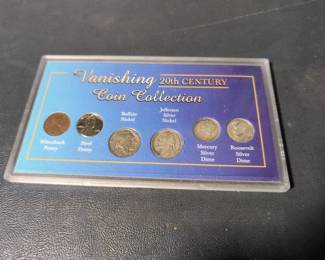 Vanishing 20th CENTURY
Coin Collection
Wheatback
Penny
Steel
Penny
Buffalo
Nickel
Jefferson
Silver
Nickel
Mercury
Silver
Dime
Roosevelt
Silver
Dime